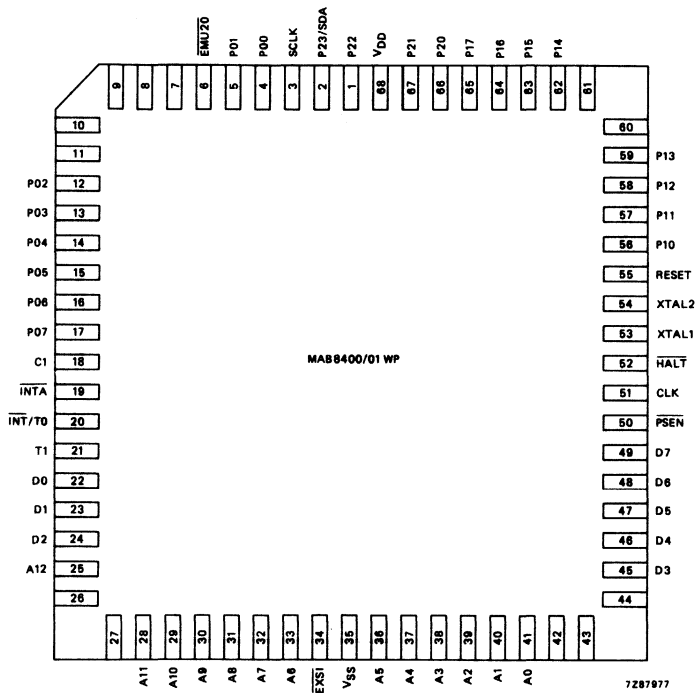 EMU20 P01 P00 SCLK P23/SDA P22 VDD P21 P20 P17 P16 P15 P14
9 8 7 6 5 4 3 2 1 68 67 66 65 64 63 62 61
10 60
11 59 P13
P02 12 58 P12
P03 13 57 P11
P04 14 56 P10
P05 15 55 RESET
P06 16 54 XTAL2
P07 17 53 XTAL1
MAB8400/01 WP
C1 18 52 HALT
INTA 19 51 CLK
INT/T0 20 50 PSEN
T1 21 49 D7
D0 22 48 D6
D1 23 47 D5
D2 24 46 D4
A12 25 45 D3
26 44
27 28 29 30 31 32 33 34 35 36 37 38 39 40 41 42 43
A11 A10 A9 A8 A7 A6 EXSI VSS A5 A4 A3 A2 A1 A0
7Z87977